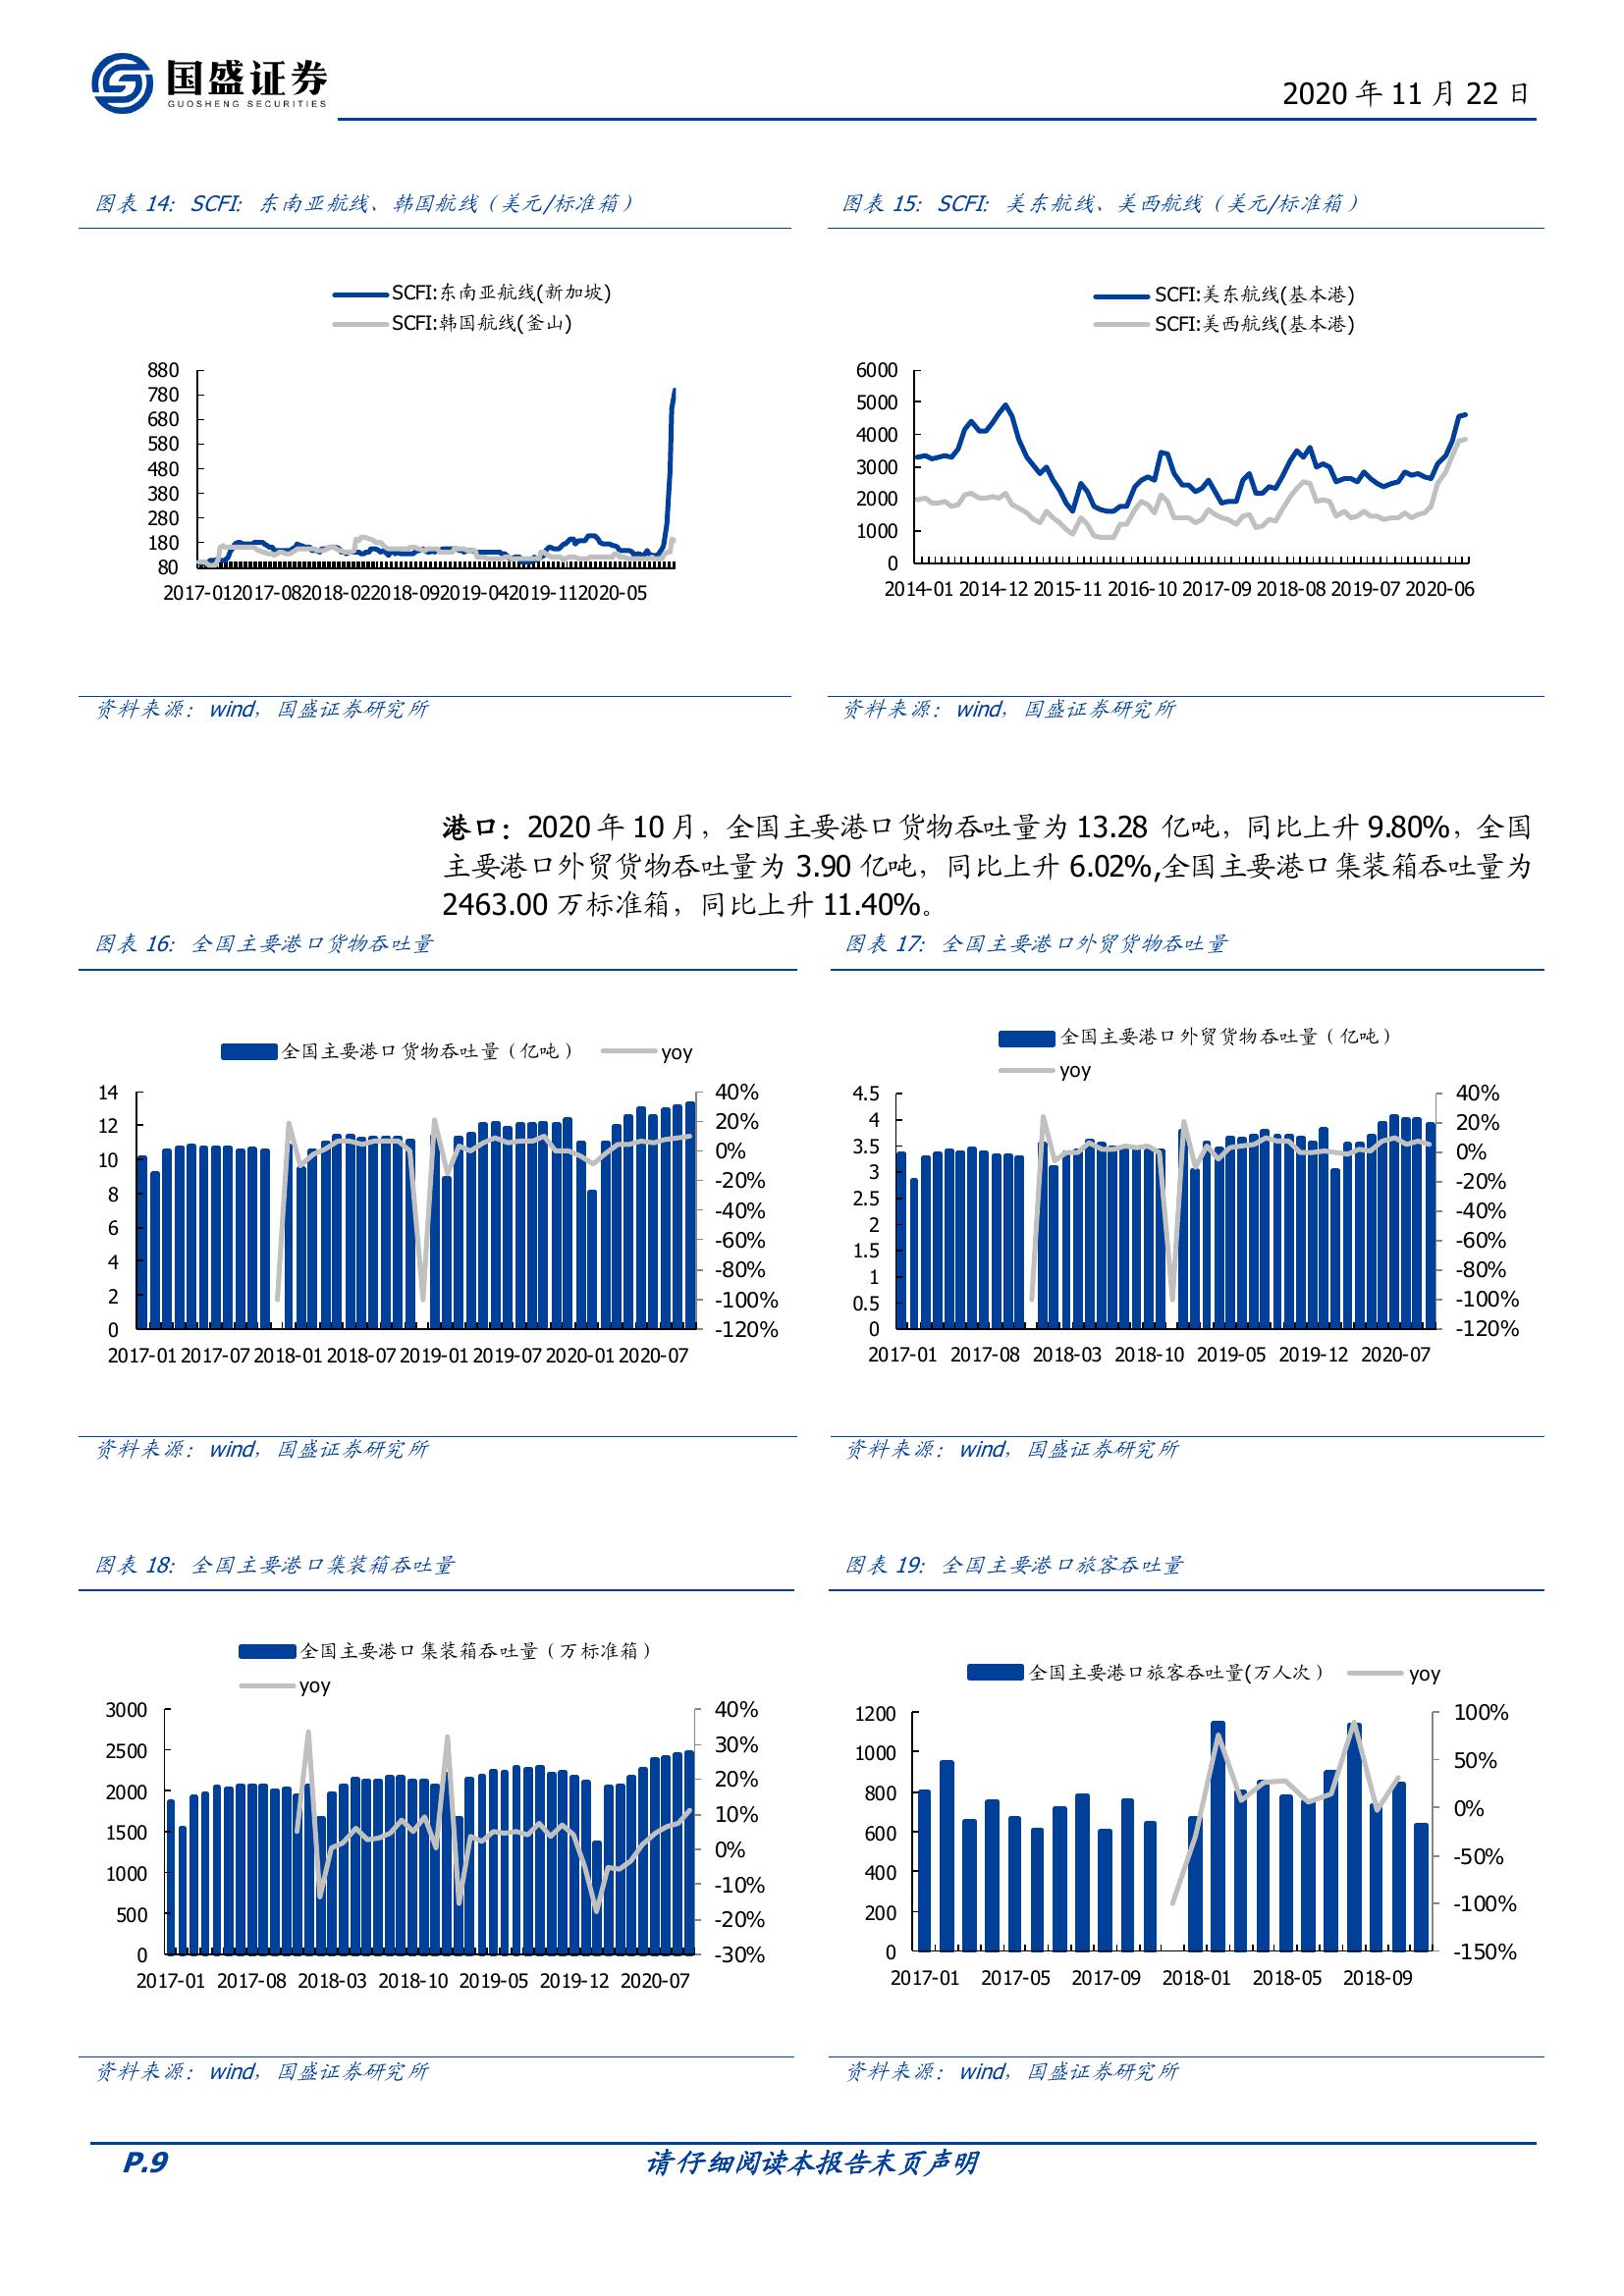 国盛证券
GUOSHENG SECURITIES
2020 年 11 月 22 日
图表 14: SCFI: 东南亚航线、韩国航线（美元/标准箱）
图表 15: SCFI: 美东航线、美西航线（美元/标准箱）
SCFI:东南亚航线(新加坡)
SCFI:韩国航线(釜山)
880
780
680
580
480
380
280
180
80
2017-01 2017-08 2018-02 2018-09 2019-04 2019-11 2020-05
SCFI:美东航线(基本港)
SCFI:美西航线(基本港)
6000
5000
4000
3000
2000
1000
0
2014-01 2014-12 2015-11 2016-10 2017-09 2018-08 2019-07 2020-06
资料来源：wind，国盛证券研究所
资料来源：wind，国盛证券研究所
港口：2020 年 10 月，全国主要港口货物吞吐量为 13.28 亿吨，同比上升 9.80%，全国
主要港口外贸货物吞吐量为 3.90 亿吨，同比上升 6.02%,全国主要港口集装箱吞吐量为
2463.00 万标准箱，同比上升 11.40%。
图表 16: 全国主要港口货物吞吐量
图表 17: 全国主要港口外贸货物吞吐量
全国主要港口货物吞吐量（亿吨） yoy
14
12
10
8
6
4
2
0
40%
20%
0%
-20%
-40%
-60%
-80%
-100%
-120%
2017-01 2017-07 2018-01 2018-07 2019-01 2019-07 2020-01 2020-07
全国主要港口外贸货物吞吐量（亿吨）
yoy
4.5
4
3.5
3
2.5
2
1.5
1
0.5
0
40%
20%
0%
-20%
-40%
-60%
-80%
-100%
-120%
2017-01 2017-08 2018-03 2018-10 2019-05 2019-12 2020-07
资料来源：wind，国盛证券研究所
资料来源：wind，国盛证券研究所
图表 18: 全国主要港口集装箱吞吐量
图表 19: 全国主要港口旅客吞吐量
全国主要港口集装箱吞吐量（万标准箱）
yoy
3000
2500
2000
1500
1000
500
0
40%
30%
20%
10%
0%
-10%
-20%
-30%
2017-01 2017-08 2018-03 2018-10 2019-05 2019-12 2020-07
全国主要港口旅客吞吐量(万人次） yoy
1200
1000
800
600
400
200
0
100%
50%
0%
-50%
-100%
-150%
2017-01 2017-05 2017-09 2018-01 2018-05 2018-09
资料来源：wind，国盛证券研究所
资料来源：wind，国盛证券研究所
P.9
请仔细阅读本报告末页声明